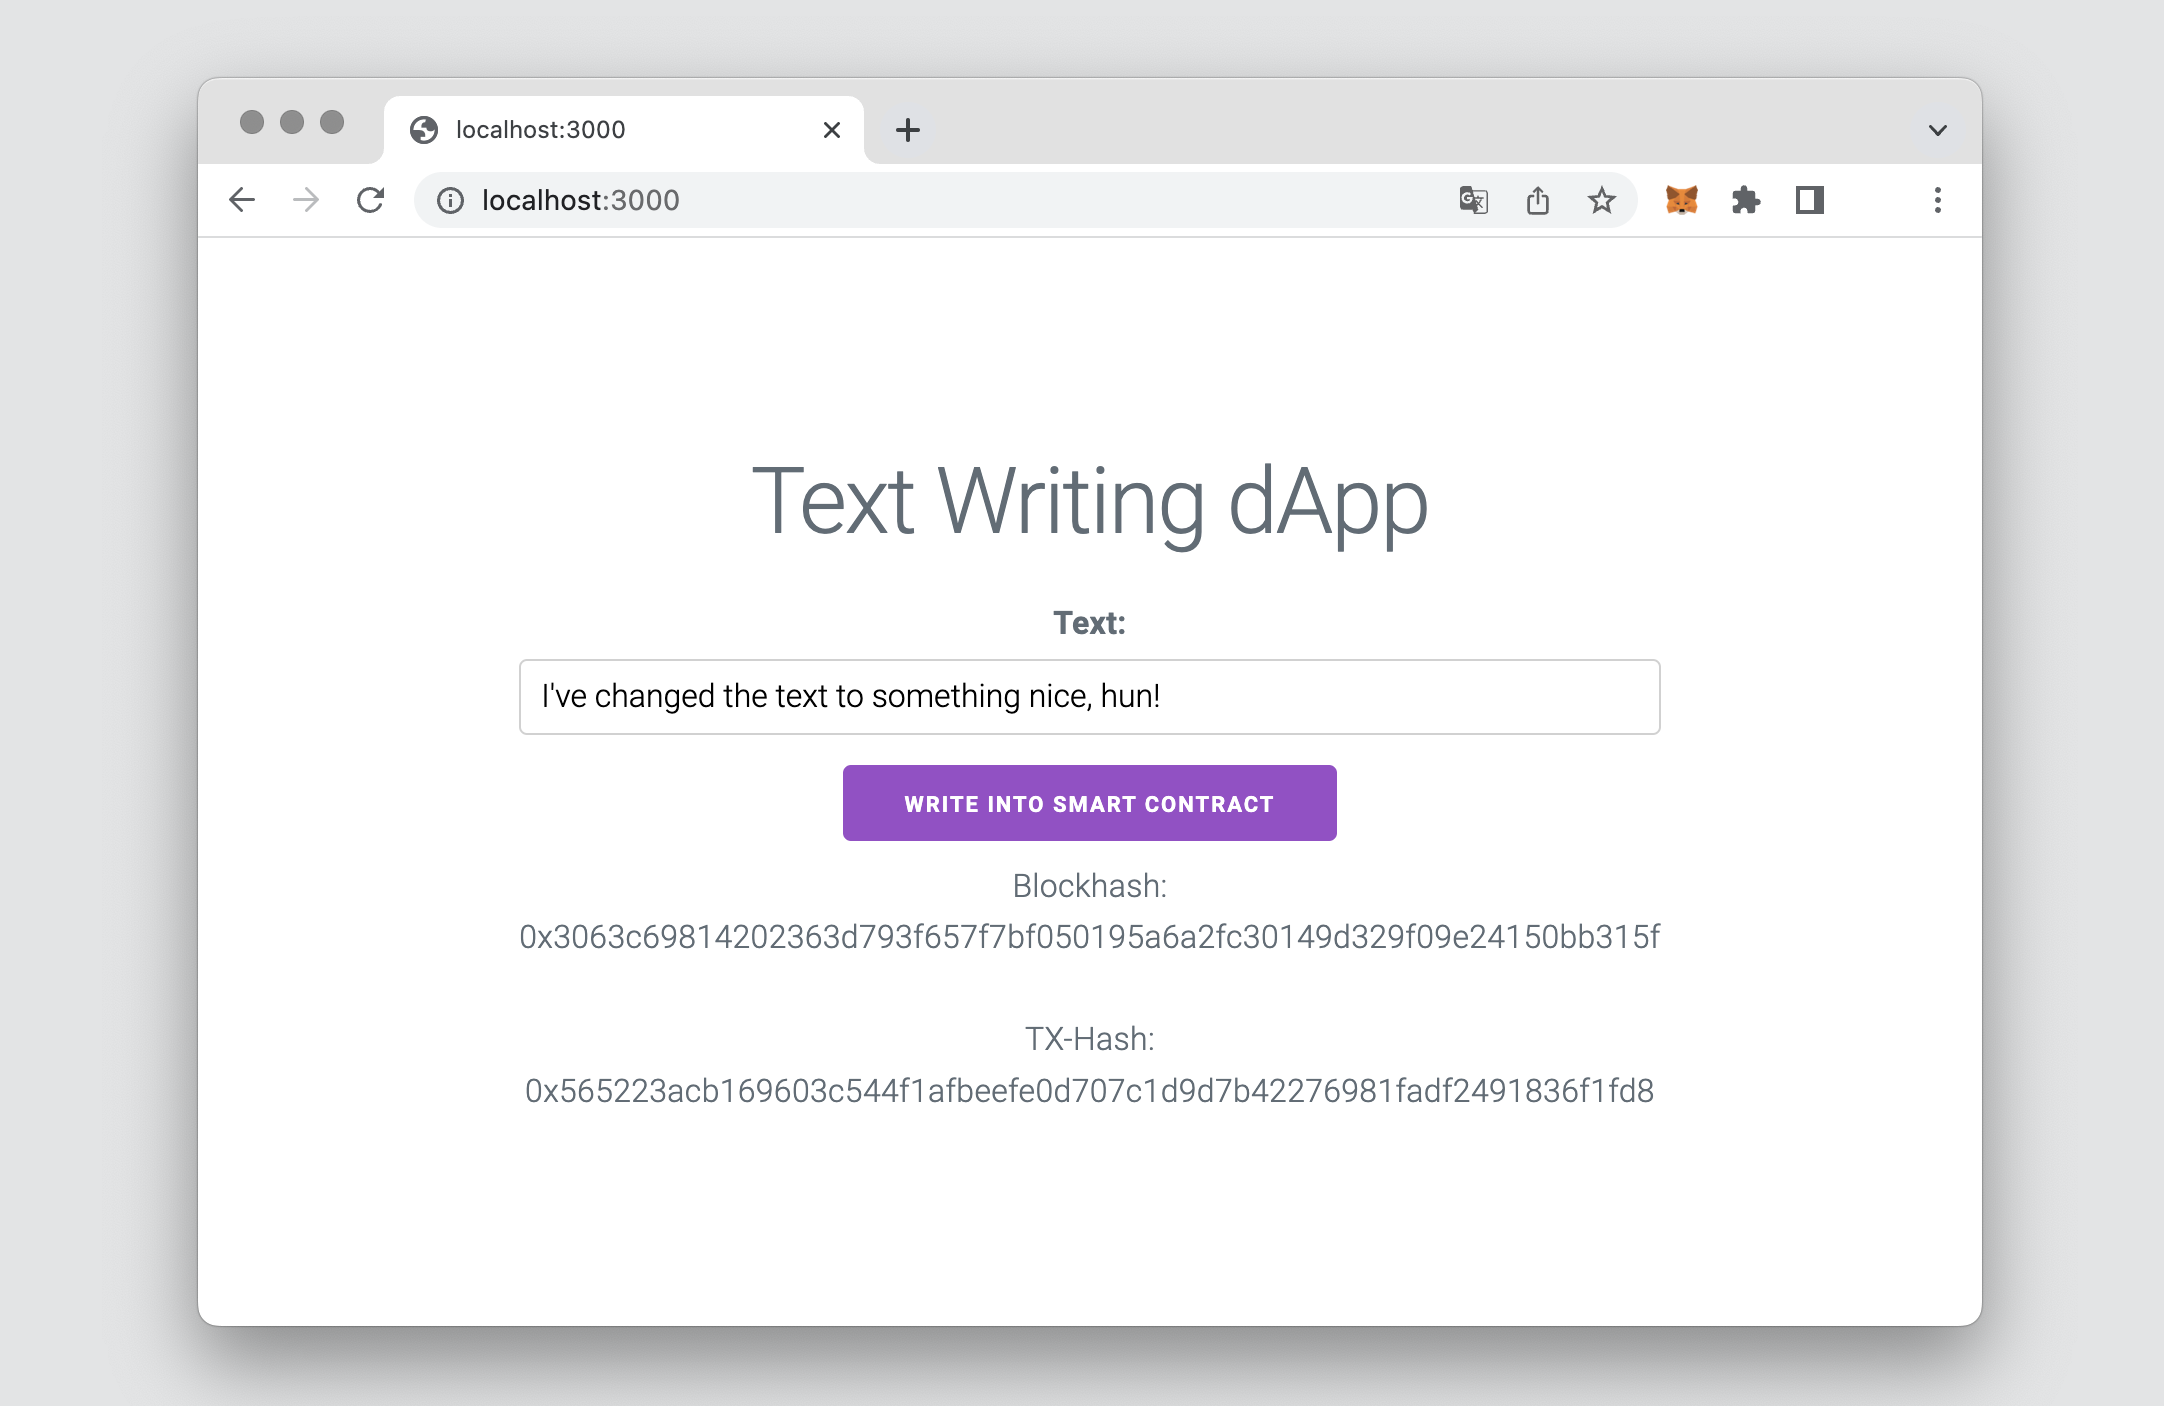 localhost:3000
localhost:3000
Text Writing dApp
Text:
I've changed the text to something nice, hun!
WRITE INTO SMART CONTRACT
Blockhash:
0x3063c69814202363d793f657f7bf050195a6a2fc30149d329f09e24150bb315f
TX-Hash:
0x565223acb169603c544f1afbeefe0d707c1d9d7b42276981fadf2491836f1fd8